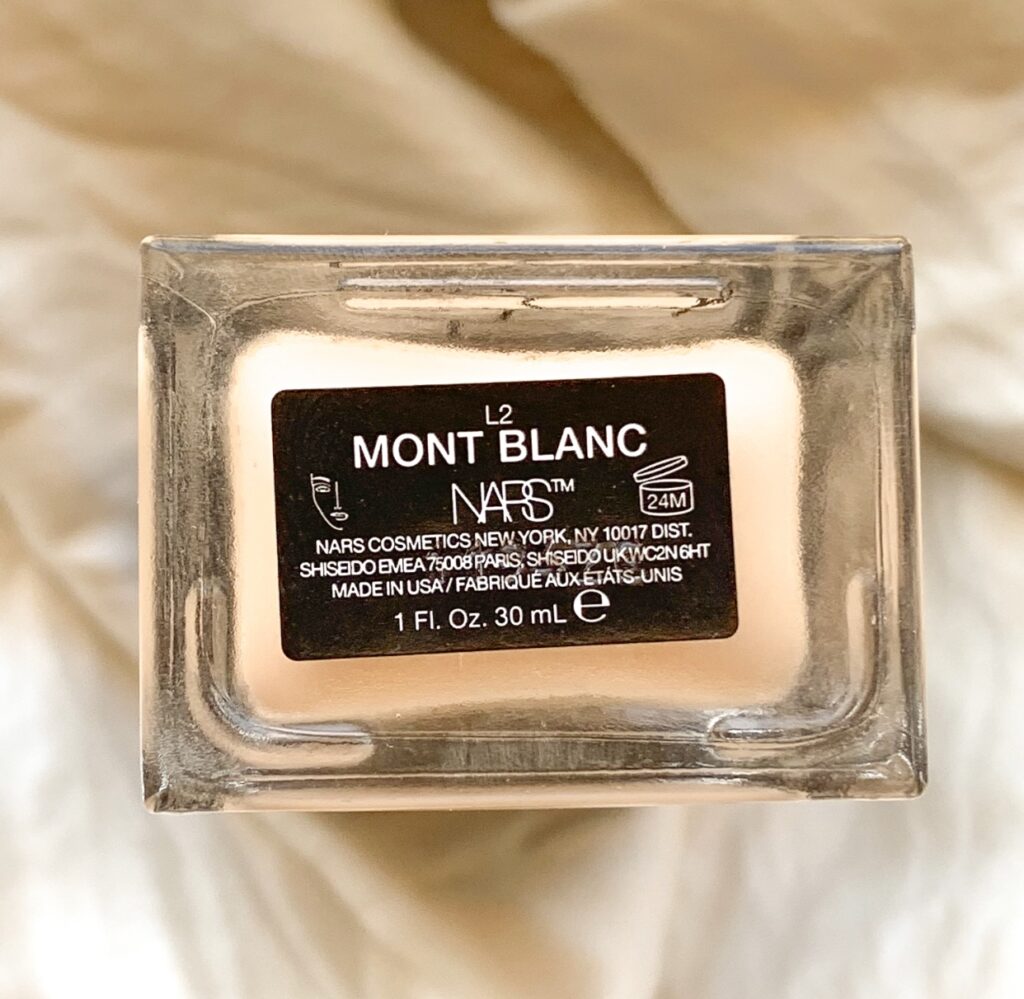 L2
MONT BLANC
NARS™
24M
NARS COSMETICS NEW YORK, NY 10017 DIST.
SHISEIDO EMEA 75008 PARIS, SHISEIDO UK WC2N 6HT
MADE IN USA / FABRIQUÉ AUX ÉTATS-UNIS
1 Fl. Oz. 30 mL ℮